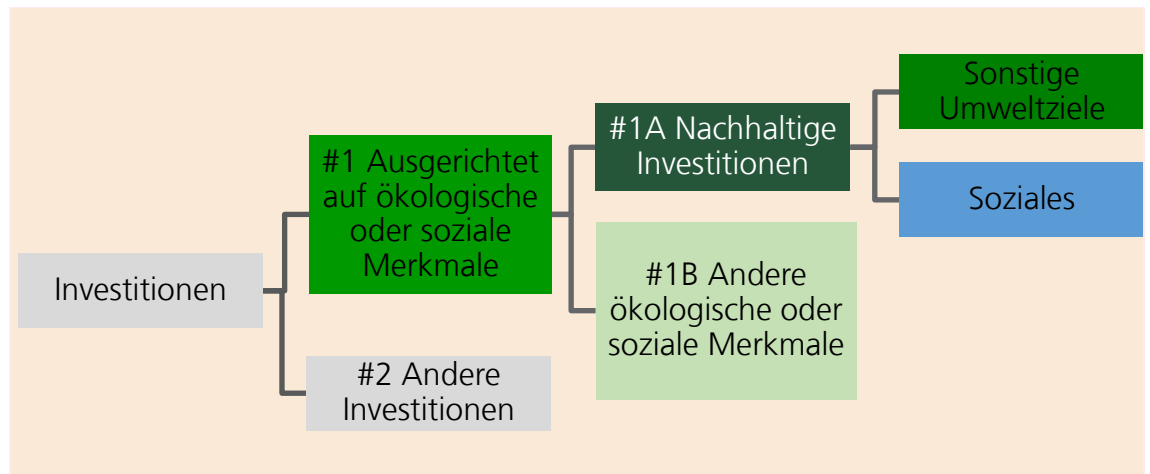 Investitionen
#1 Ausgerichtet
auf ökologische
oder soziale
Merkmale
#2 Andere
Investitionen
#1A Nachhaltige
Investitionen
#1B Andere
ökologische oder
soziale Merkmale
Sonstige
Umweltziele
Soziales